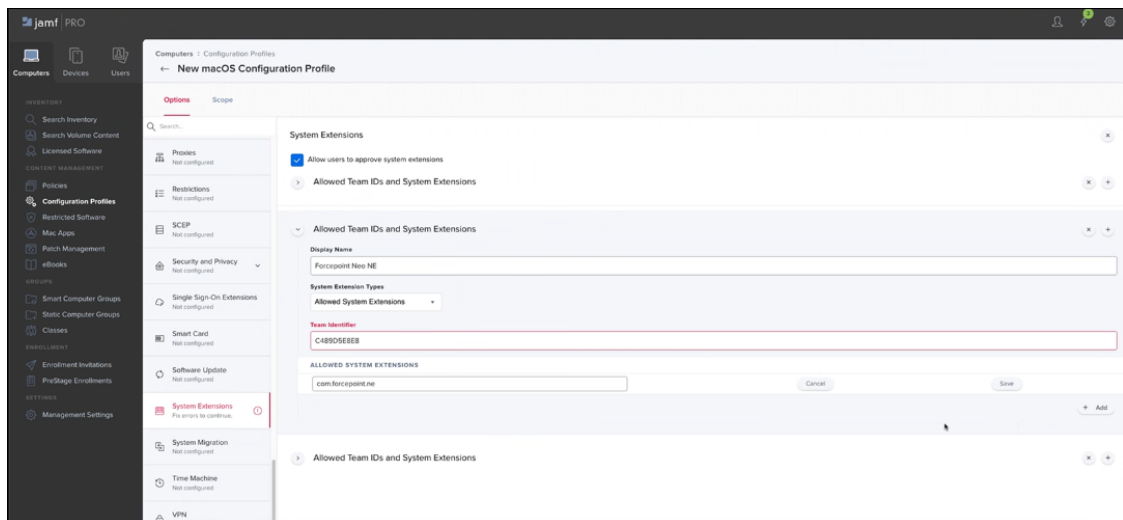 jamf PRO
3
Computers
Devices
Users
INVENTORY
Search Inventory
Search Volume Content
Licensed Software
CONTENT MANAGEMENT
Policies
Configuration Profiles
Restricted Software
Mac Apps
Patch Management
eBooks
GROUPS
Smart Computer Groups
Static Computer Groups
Classes
ENROLLMENT
Enrollment Invitations
PreStage Enrollments
SETTINGS
Management Settings
Computers : Configuration Profiles
← New macOS Configuration Profile
Options
Scope
Search...
Proxies
Not configured
Restrictions
Not configured
SCEP
Not configured
Security and Privacy
Not configured
Single Sign-On Extensions
Not configured
Smart Card
Not configured
Software Update
Not configured
System Extensions
Fix errors to continue.
System Migration
Not configured
Time Machine
Not configured
VPN
System Extensions
Allow users to approve system extensions
Allowed Team IDs and System Extensions
Allowed Team IDs and System Extensions
Display Name
Forcepoint Neo NE
System Extension Types
Allowed System Extensions
Team Identifier
C4B9D5E8EB
ALLOWED SYSTEM EXTENSIONS
com.forcepoint.ne
Cancel
Save
+ Add
Allowed Team IDs and System Extensions